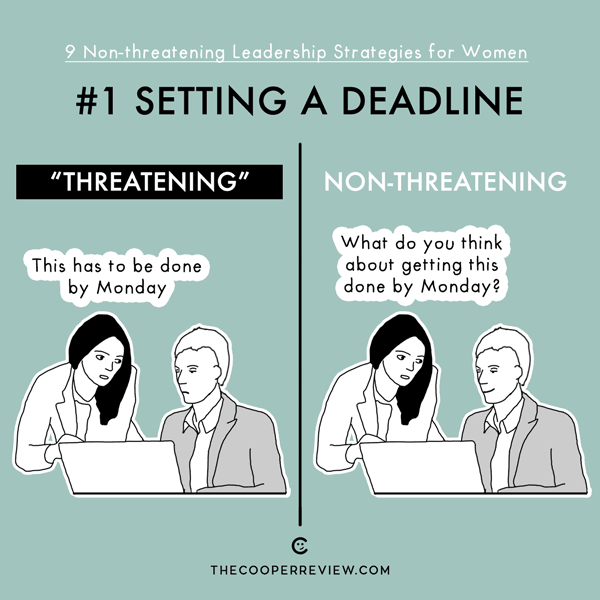 9 Non-threatening Leadership Strategies for Women
#1 SETTING A DEADLINE
“THREATENING”
This has to be done
by Monday
NON-THREATENING
What do you think
about getting this
done by Monday?
THECOOPERREVIEW.COM